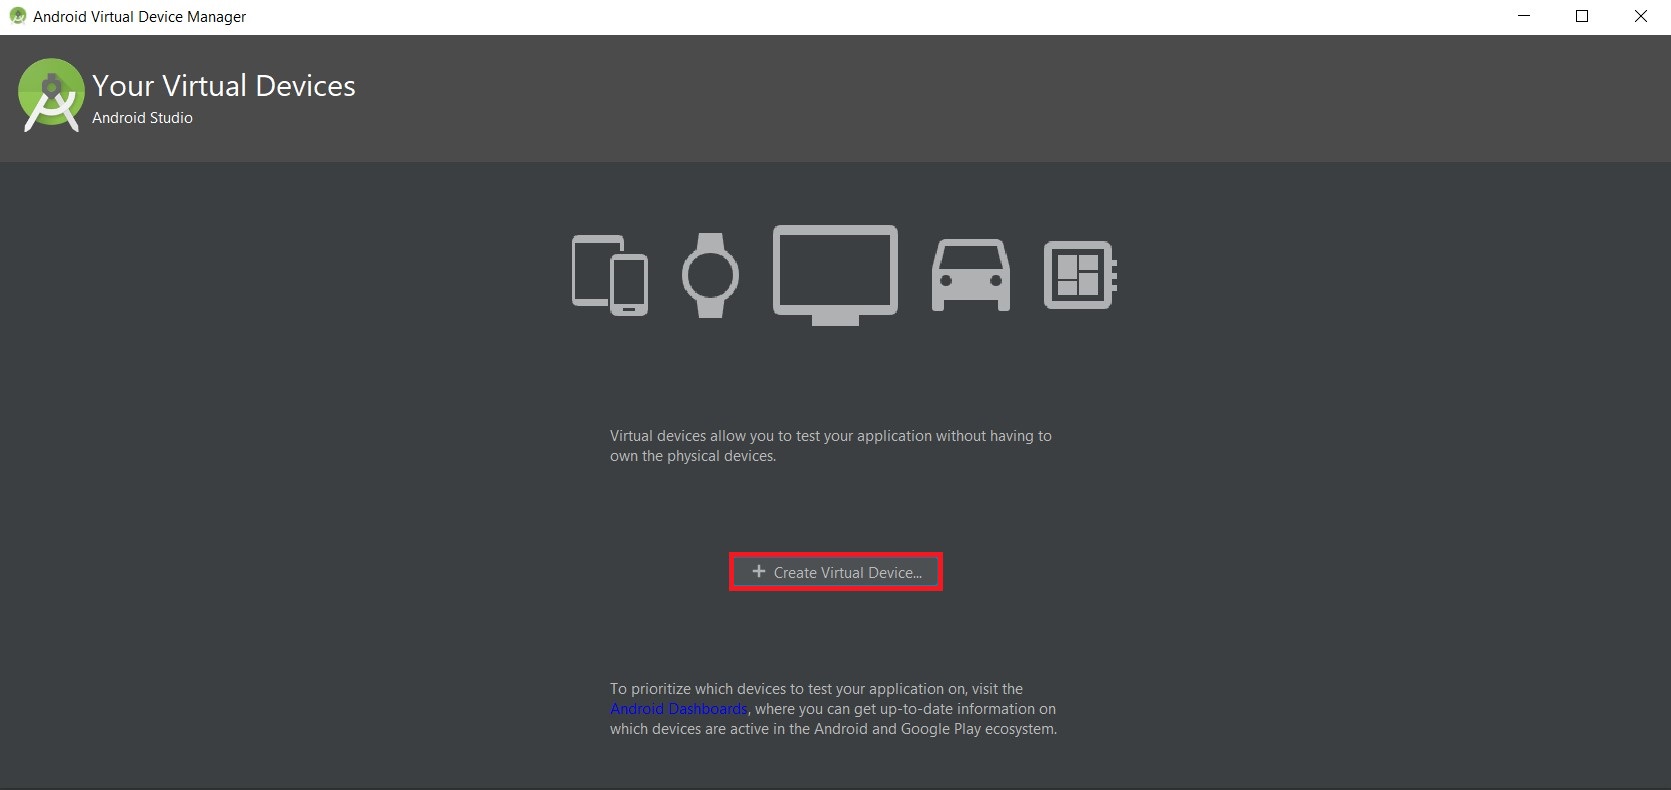 Android Virtual Device Manager
Your Virtual Devices
Android Studio
Virtual devices allow you to test your application without having to
own the physical devices.
+ Create Virtual Device...
To prioritize which devices to test your application on, visit the
Android Dashboards, where you can get up-to-date information on
which devices are active in the Android and Google Play ecosystem.